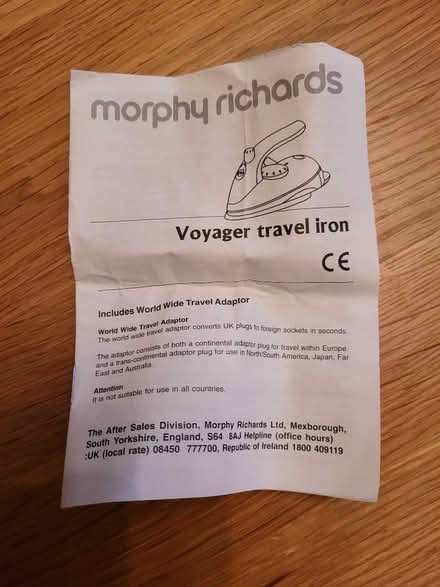 morphy richards
Voyager travel iron
CE
Includes World Wide Travel Adaptor
World Wide Travel Adaptor
The world wide travel adaptor converts UK plugs to foreign sockets in seconds.
The adaptor consists of both a continental adaptor plug for travel within Europe
and a trans-continental adaptor plug for use in North/South America, Japan, Far
East and Australia.
Attention
It is not suitable for use in all countries.
The After Sales Division, Morphy Richards Ltd, Mexborough,
South Yorkshire, England, S64 8AJ Helpline (office hours)
:UK (local rate) 08450 777700, Republic of Ireland 1800 409119